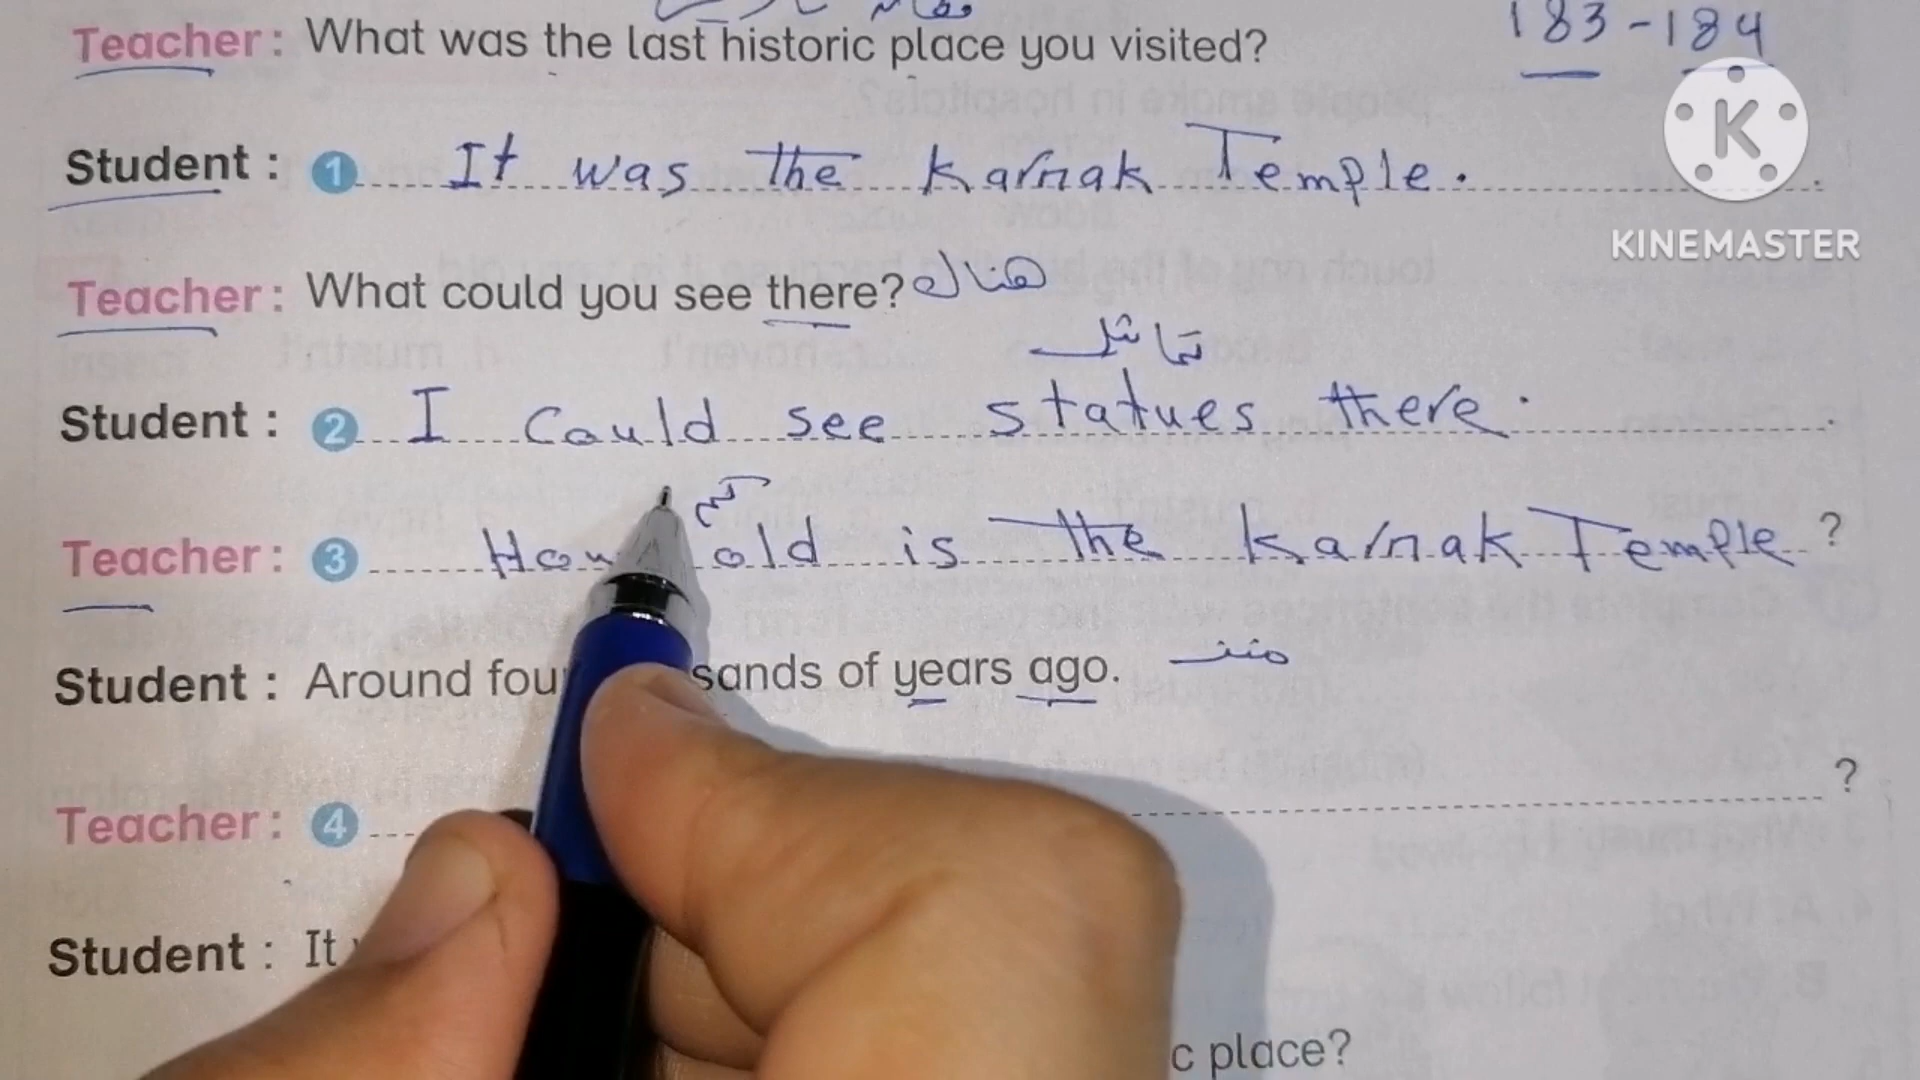 Teacher: What was the last historic place you visited?
183-184
Student: 1 It was the Karnak Temple.
KINEMASTER
Teacher: What could you see there? هناك
تماثيل
Student: 2 I could see statues there.
كم
Teacher: 3 How old is the Karnak Temple ?
Student: Around sands of years ago. منذ
Teacher: 4 ?
Student: It
c place?